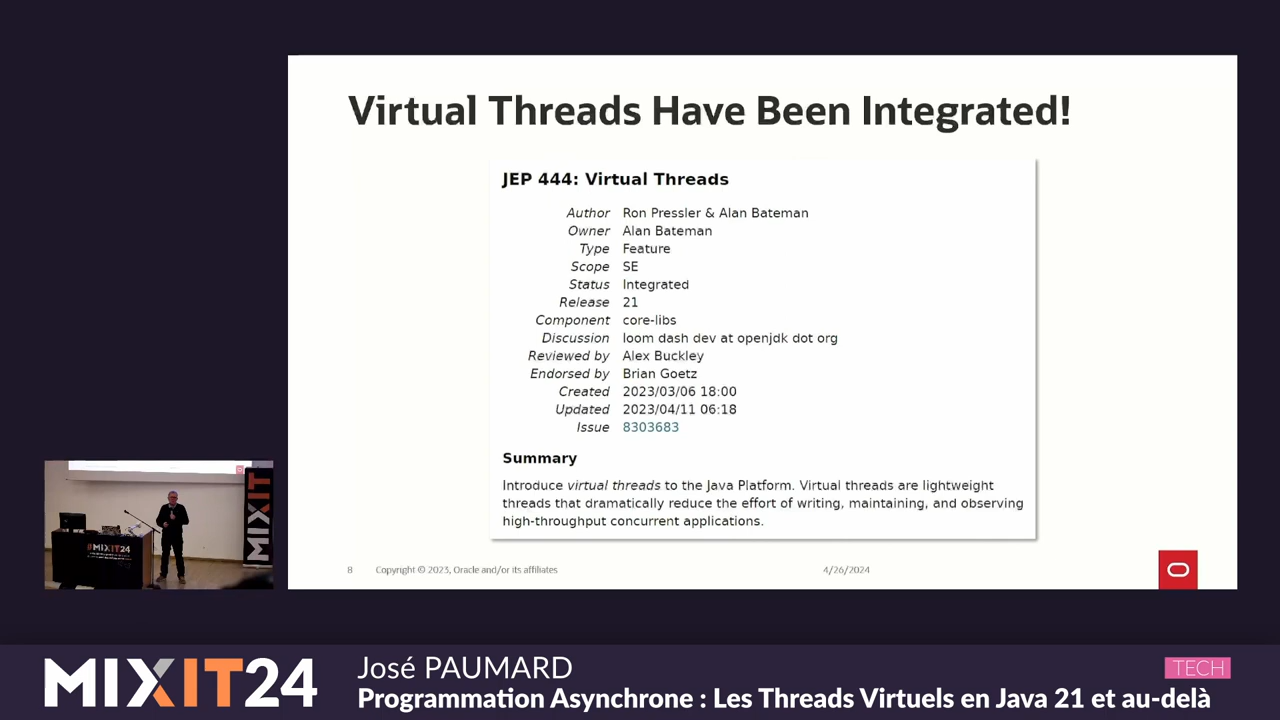 Virtual Threads Have Been Integrated!
JEP 444: Virtual Threads
Author Ron Pressler & Alan Bateman
Owner Alan Bateman
Type Feature
Scope SE
Status Integrated
Release 21
Component core-libs
Discussion loom dash dev at openjdk dot org
Reviewed by Alex Buckley
Endorsed by Brian Goetz
Created 2023/03/06 18:00
Updated 2023/04/11 06:18
Issue 8303683
Summary
Introduce virtual threads to the Java Platform. Virtual threads are lightweight
threads that dramatically reduce the effort of writing, maintaining, and observing
high-throughput concurrent applications.
8 Copyright © 2023, Oracle and/or its affiliates 4/26/2024
#MIXIT24
MIXIT
MIXIT24
José PAUMARD
TECH
Programmation Asynchrone : Les Threads Virtuels en Java 21 et au-delà